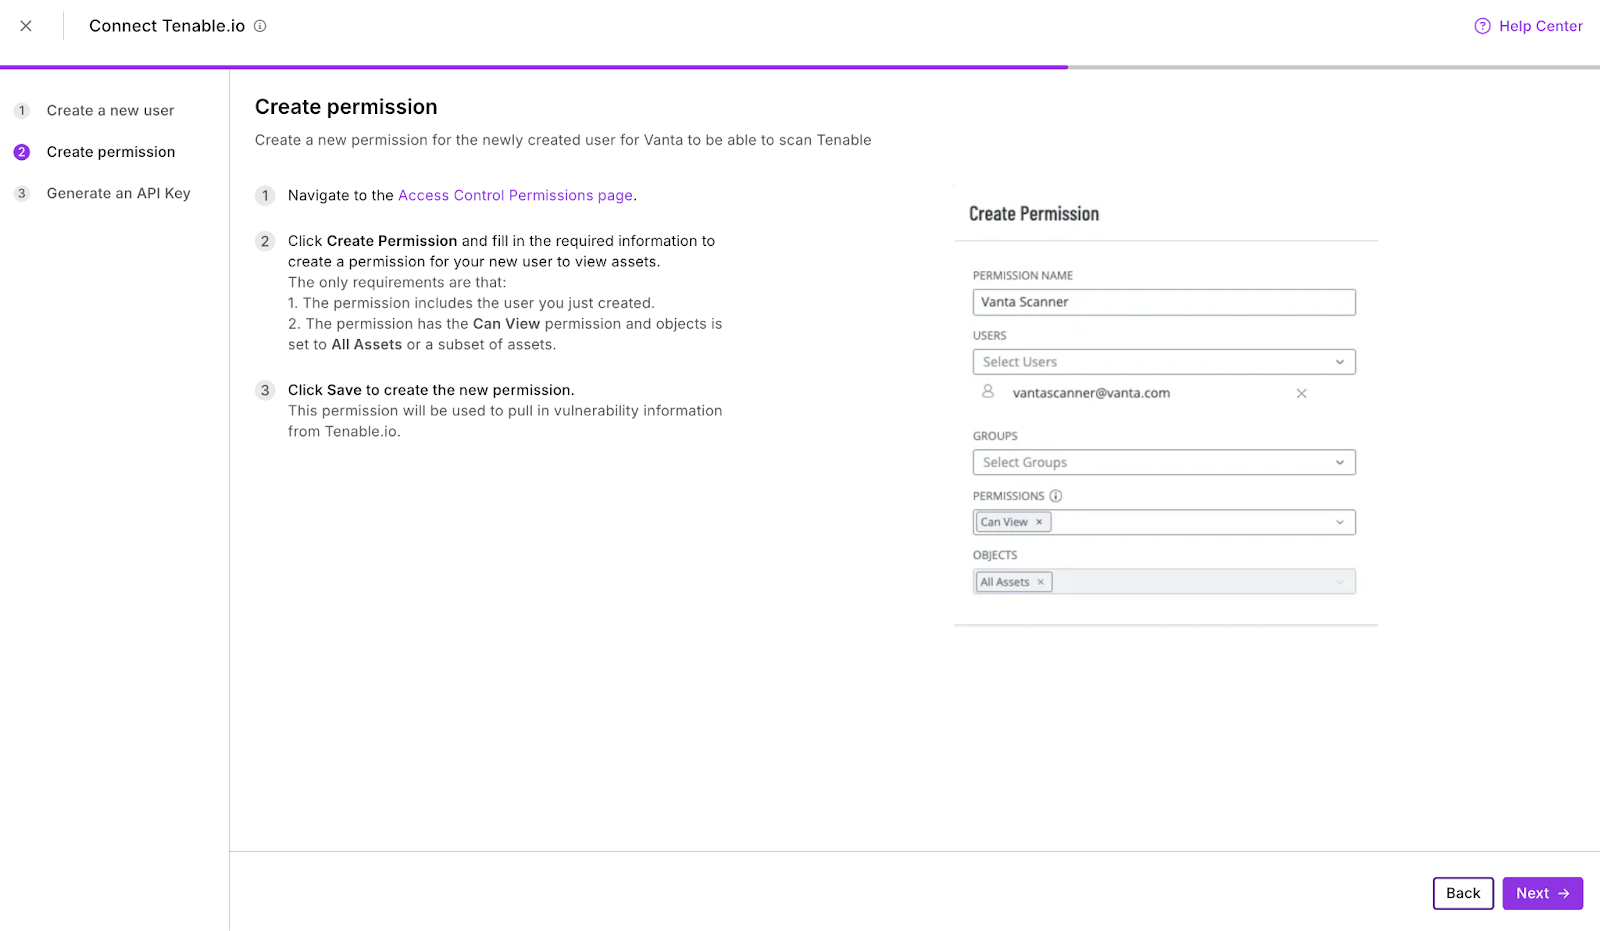 Connect Tenable.io
Help Center
1 Create a new user
2 Create permission
3 Generate an API Key
Create permission
Create a new permission for the newly created user for Vanta to be able to scan Tenable
1 Navigate to the Access Control Permissions page.
2 Click Create Permission and fill in the required information to
create a permission for your new user to view assets.
The only requirements are that:
1. The permission includes the user you just created.
2. The permission has the Can View permission and objects is
set to All Assets or a subset of assets.
3 Click Save to create the new permission.
This permission will be used to pull in vulnerability information
from Tenable.io.
Create Permission
PERMISSION NAME
Vanta Scanner
USERS
Select Users
vantascanner@vanta.com
GROUPS
Select Groups
PERMISSIONS
Can View
OBJECTS
All Assets
Back
Next